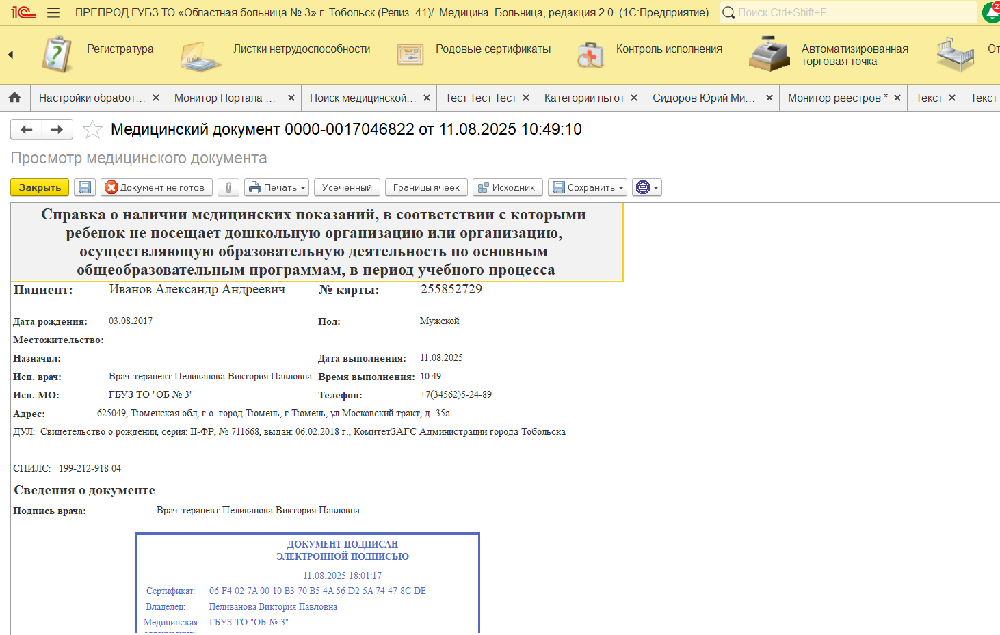 1С ПРЕПРОД ГУБЗ ТО «Областная больница № 3» г. Тобольск (Релиз_41)/ Медицина. Больница, редакция 2.0 (1С:Предприятие) Поиск Ctrl+Shift+F
Регистратура Листки нетрудоспособности Родовые сертификаты Контроль исполнения Автоматизированная
торговая точка
Настройки обработ... Монитор Портала ... Поиск медицинской... Тест Тест Тест Категории льгот Сидоров Юрий Ми... Монитор реестров * Текст Текст
Медицинский документ 0000-0017046822 от 11.08.2025 10:49:10
Просмотр медицинского документа
Закрыть Документ не готов Печать Усеченный Границы ячеек Исходник Сохранить
Справка о наличии медицинских показаний, в соответствии с которыми
ребенок не посещает дошкольную организацию или организацию,
осуществляющую образовательную деятельность по основным
общеобразовательным программам, в период учебного процесса
Пациент: Иванов Александр Андреевич № карты: 255852729
Дата рождения: 03.08.2017 Пол: Мужской
Местожительство:
Назначил: Дата выполнения: 11.08.2025
Исп. врач: Врач-терапевт Пеливанова Виктория Павловна Время выполнения: 10:49
Исп. МО: ГБУЗ ТО "ОБ № 3" Телефон: +7(34562)5-24-89
Адрес: 625049, Тюменская обл, г.о. город Тюмень, г Тюмень, ул Московский тракт, д. 35а
ДУЛ: Свидетельство о рождении, серия: II-ФР, № 711668, выдан: 06.02.2018 г., КомитетЗАГС Администрации города Тобольска
СНИЛС: 199-212-918 04
Сведения о документе
Подпись врача: Врач-терапевт Пеливанова Виктория Павловна
ДОКУМЕНТ ПОДПИСАН
ЭЛЕКТРОННОЙ ПОДПИСЬЮ
11.08.2025 18:01:17
Сертификат: 06 F4 02 7A 00 10 B3 70 B5 4A 56 D2 5A 74 47 8C DE
Владелец: Пеливанова Виктория Павловна
Медицинская ГБУЗ ТО "ОБ № 3"